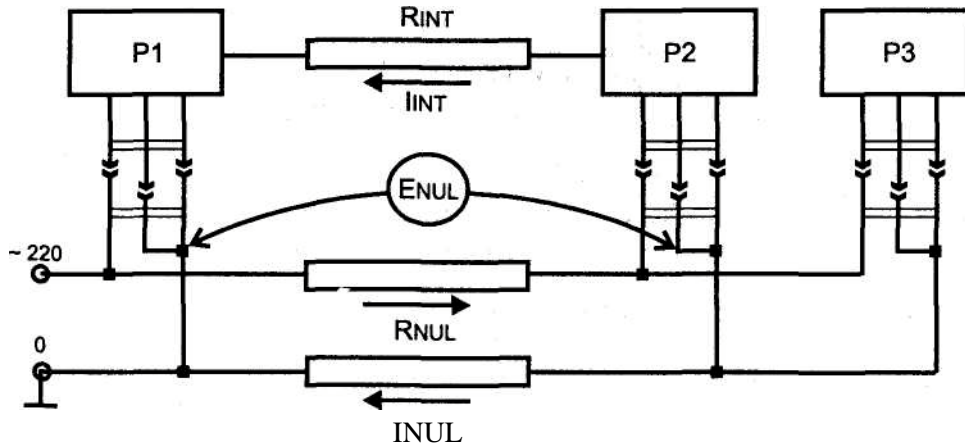 RINT
P1
P2
P3
IINT
ENUL
~ 220
RNUL
0
INUL